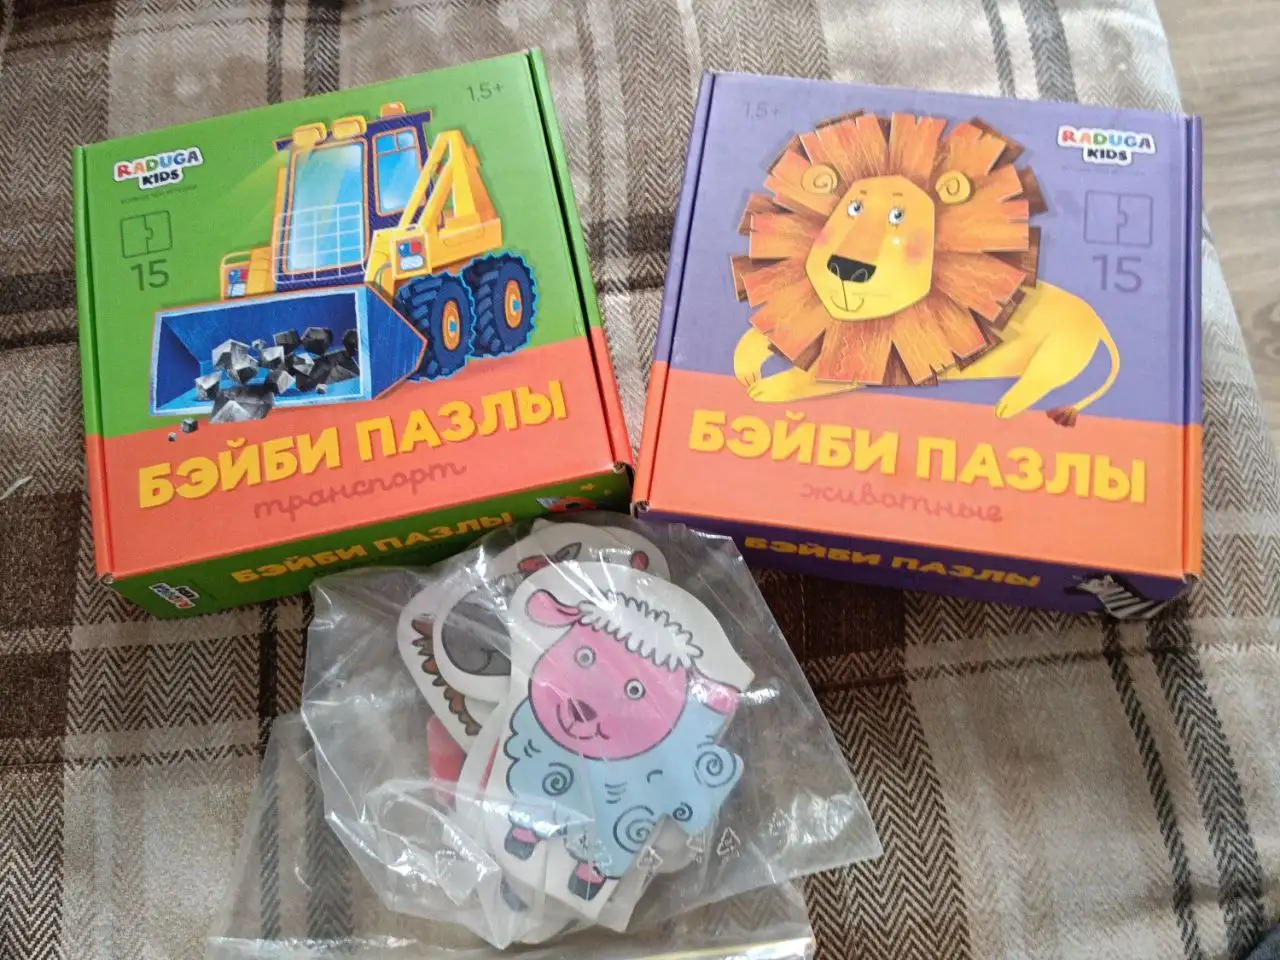 1,5+
RADUGA
KIDS
15
БЭЙБИ ПАЗЛЫ
транспорт
БЭЙБИ ПАЗЛЫ
1,5+
RADUGA
KIDS
15
БЭЙБИ ПАЗЛЫ
животные
БЭЙБИ ПАЗЛЫ